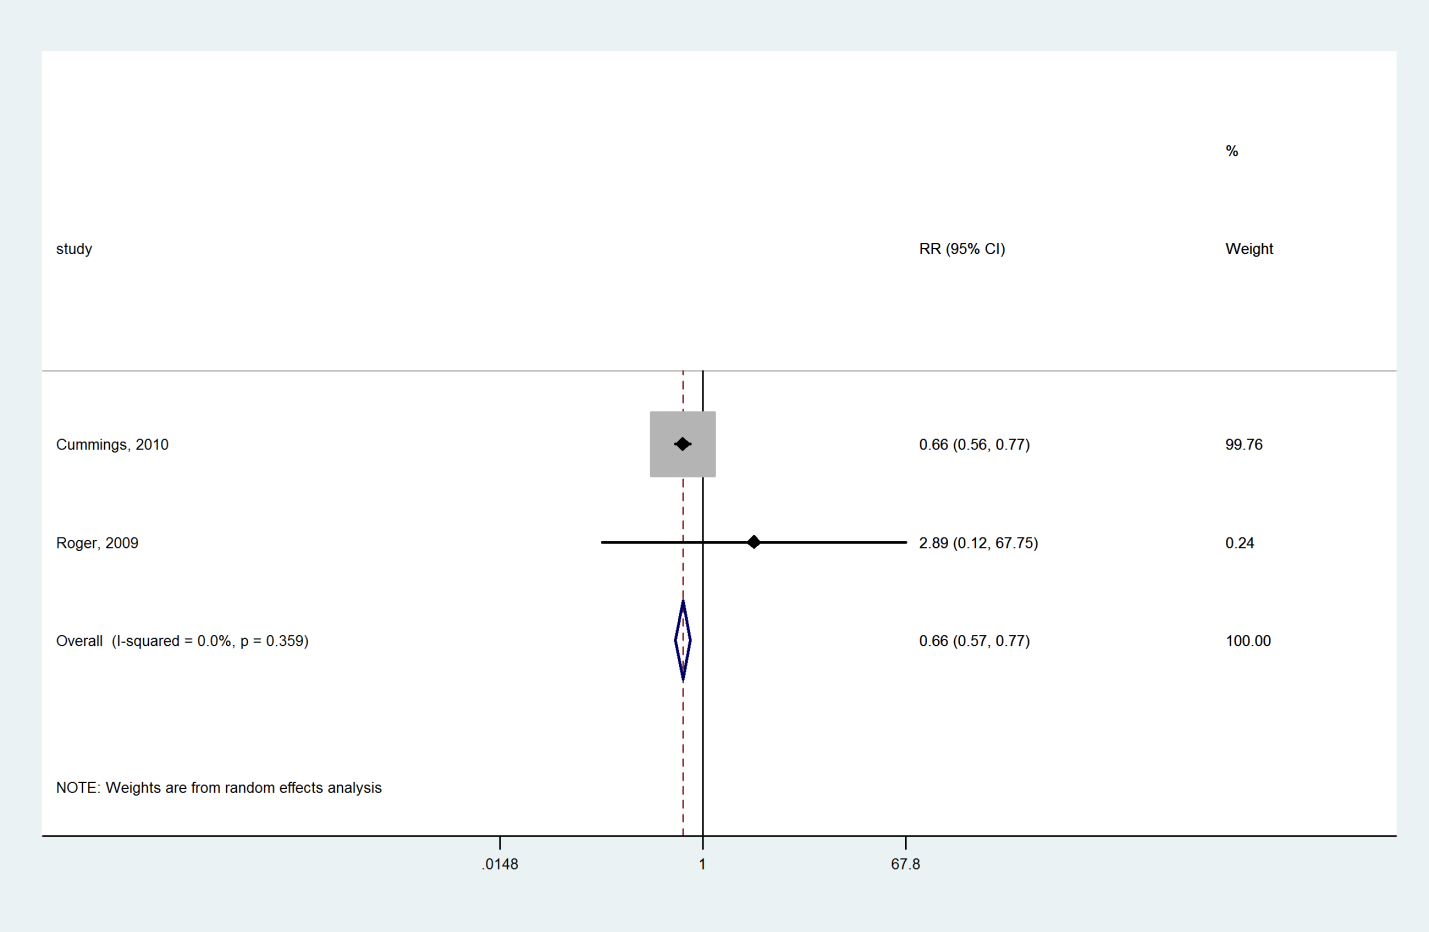 %
study RR (95% CI) Weight
Cummings, 2010 0.66 (0.56, 0.77) 99.76
Roger, 2009 2.89 (0.12, 67.75) 0.24
Overall (I-squared = 0.0%, p = 0.359) 0.66 (0.57, 0.77) 100.00
NOTE: Weights are from random effects analysis
.0148 1 67.8